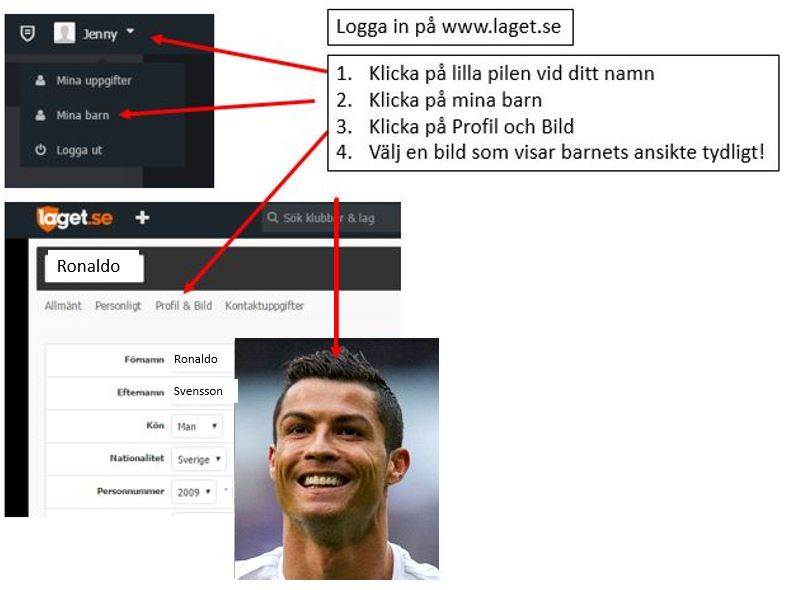 Jenny
Mina uppgifter
Mina barn
Logga ut
Logga in på www.laget.se
1. Klicka på lilla pilen vid ditt namn
2. Klicka på mina barn
3. Klicka på Profil och Bild
4. Välj en bild som visar barnets ansikte tydligt!
laget.se + Sök klubbar & lag
Ronaldo
Allmänt Personligt Profil & Bild Kontaktuppgifter
Förnamn Ronaldo
Efternamn Svensson
Kön Man
Nationalitet Sverige
Personnummer 2009 -